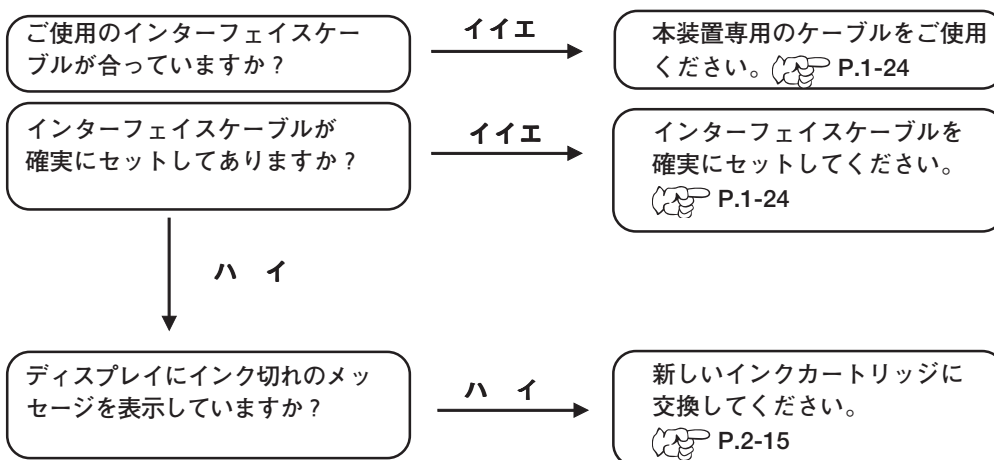 ご使用のインターフェイスケー
ブルが合っていますか？
イイエ
本装置専用のケーブルをご使用
ください。 P.1-24
インターフェイスケーブルが
確実にセットしてありますか？
イイエ
インターフェイスケーブルを
確実にセットしてください。
P.1-24
ハ イ
ディスプレイにインク切れのメッ
セージを表示していますか？
ハ イ
新しいインクカートリッジに
交換してください。
P.2-15